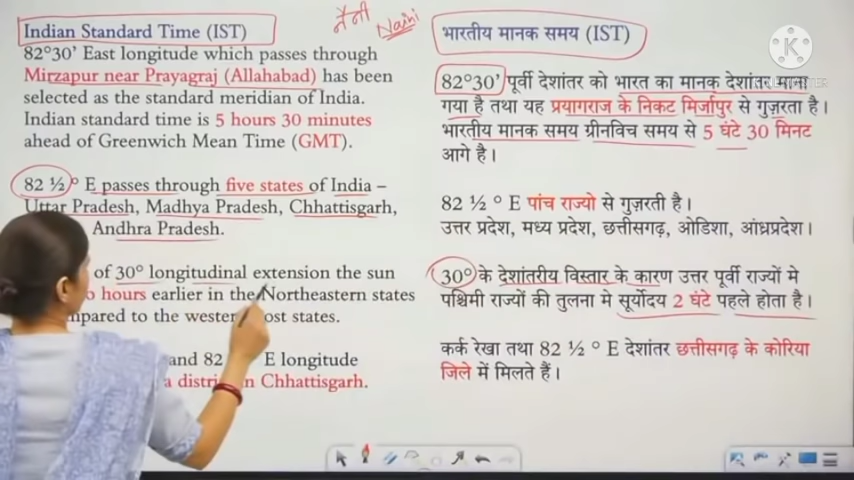 Indian Standard Time (IST)
82°30' East longitude which passes through
Mirzapur near Prayagraj (Allahabad) has been
selected as the standard meridian of India.
Indian standard time is 5 hours 30 minutes
ahead of Greenwich Mean Time (GMT).
82 ½ ° E passes through five states of India –
Uttar Pradesh, Madhya Pradesh, Chhattisgarh,
Andhra Pradesh.
of 30° longitudinal extension the sun
hours earlier in the Northeastern states
to the western most states.
and 82 E longitude
in Chhattisgarh.
नैनी
Naini
भारतीय मानक समय (IST)
82°30' पूर्वी देशांतर को भारत का मानक देशांतर माना
गया है तथा यह प्रयागराज के निकट मिर्जापुर से गुज़रता है।
भारतीय मानक समय ग्रीनविच समय से 5 घंटे 30 मिनट
आगे है।
82 ½ ° E पांच राज्यो से गुज़रती है।
उत्तर प्रदेश, मध्य प्रदेश, छत्तीसगढ़, ओडिशा, आंध्रप्रदेश।
30° के देशांतरीय विस्तार के कारण उत्तर पूर्वी राज्यों मे
पश्चिमी राज्यों की तुलना मे सूर्योदय 2 घंटे पहले होता है।
कर्क रेखा तथा 82 ½ ° E देशांतर छत्तीसगढ़ के कोरिया
जिले में मिलते हैं।
K